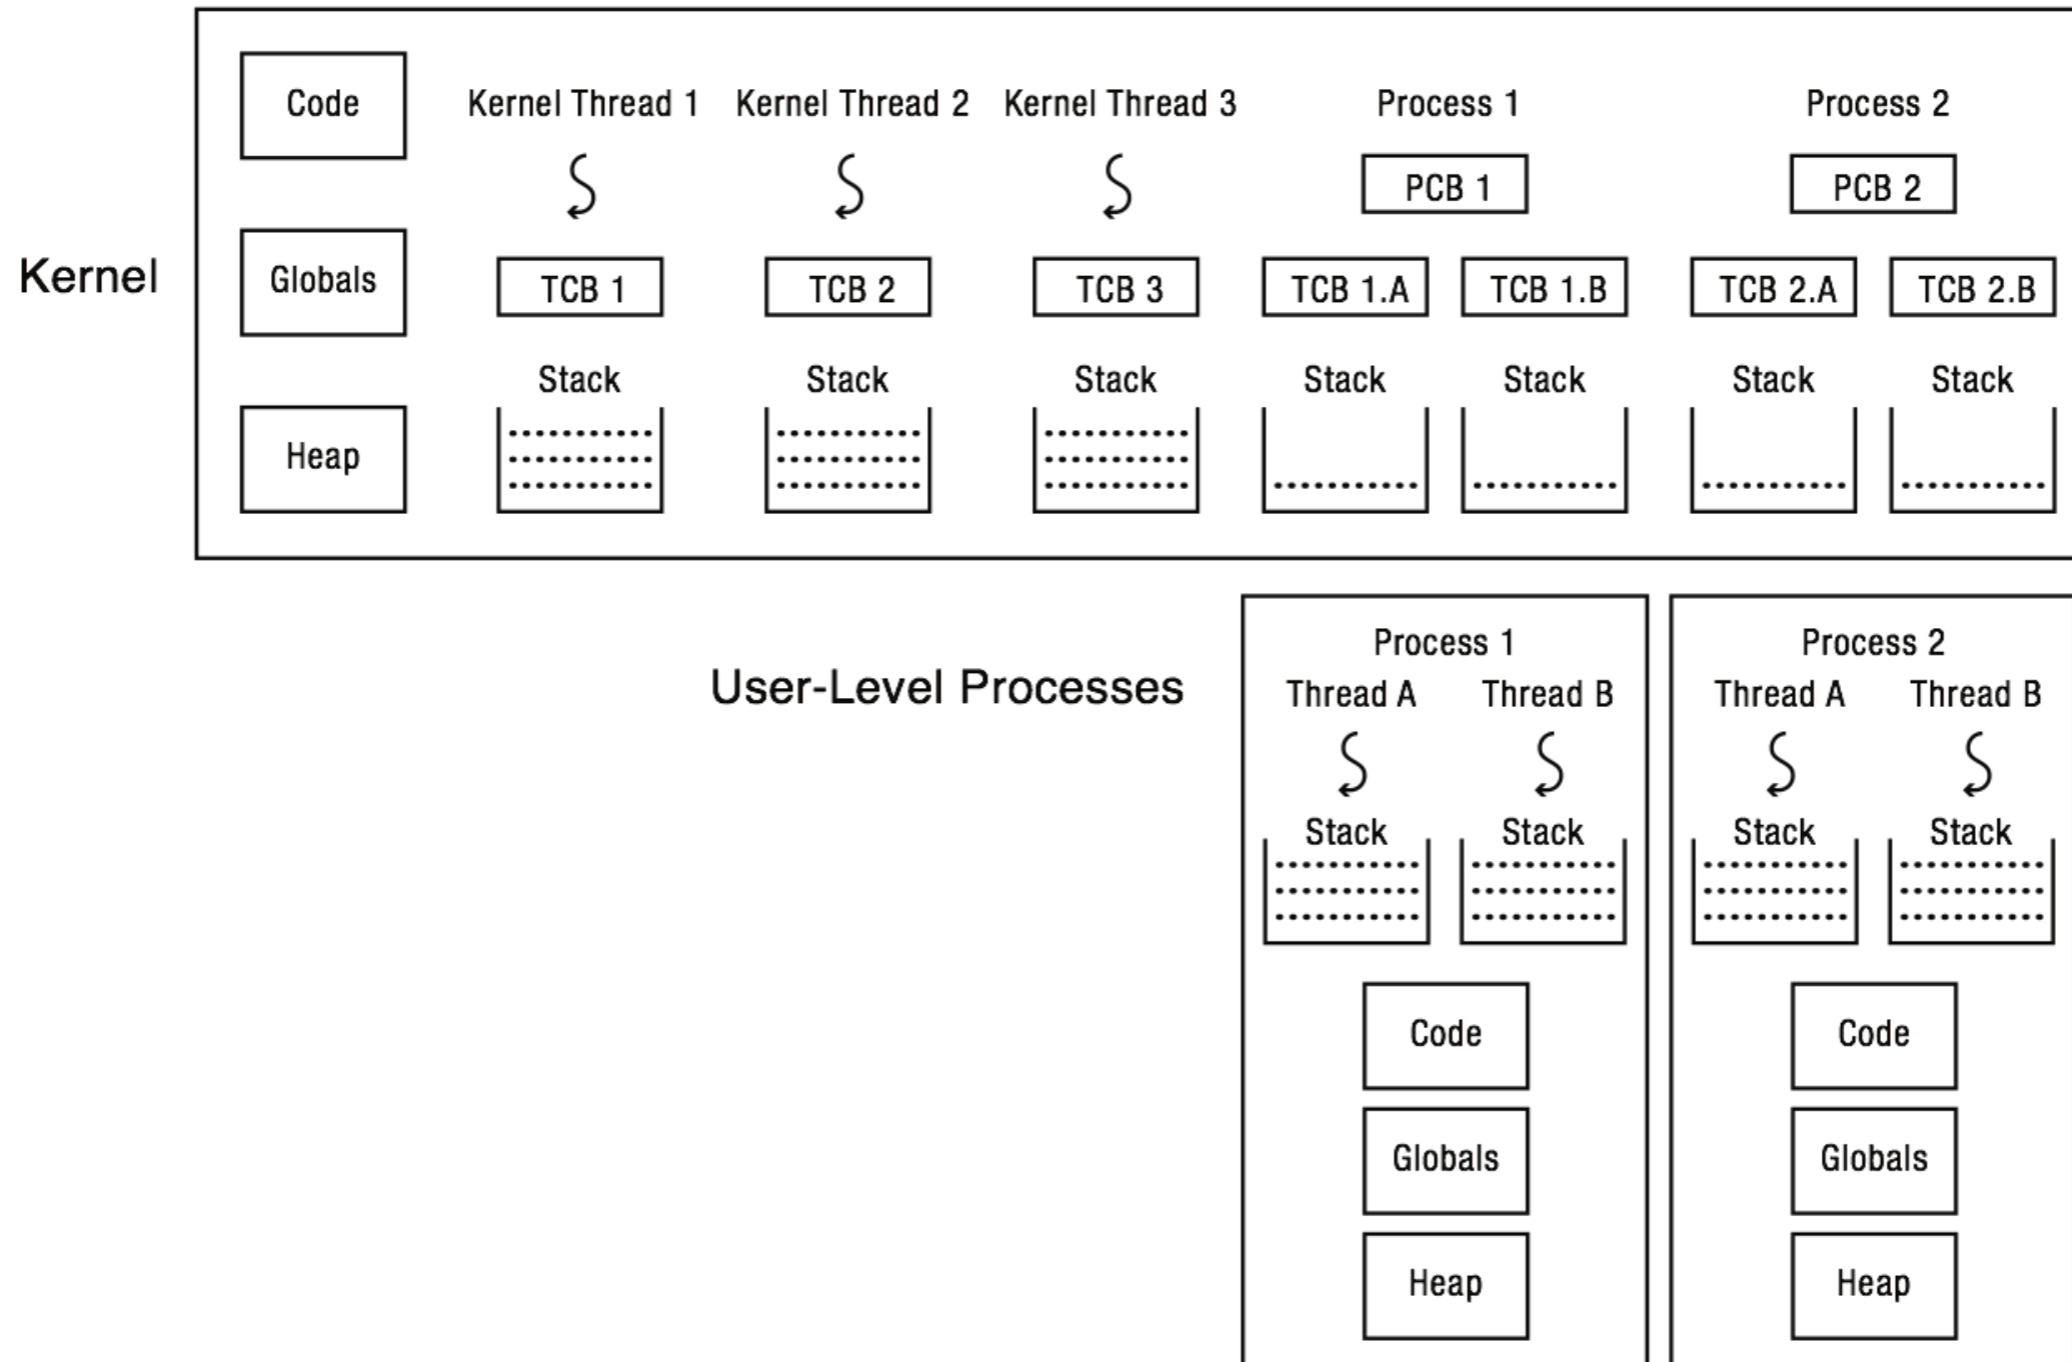 Kernel
Code
Globals
Heap
Kernel Thread 1 Kernel Thread 2 Kernel Thread 3 Process 1 Process 2
PCB 1 PCB 2
TCB 1 TCB 2 TCB 3 TCB 1.A TCB 1.B TCB 2.A TCB 2.B
Stack Stack Stack Stack Stack Stack Stack
User-Level Processes
Process 1
Thread A Thread B
Stack Stack
Code
Globals
Heap
Process 2
Thread A Thread B
Stack Stack
Code
Globals
Heap